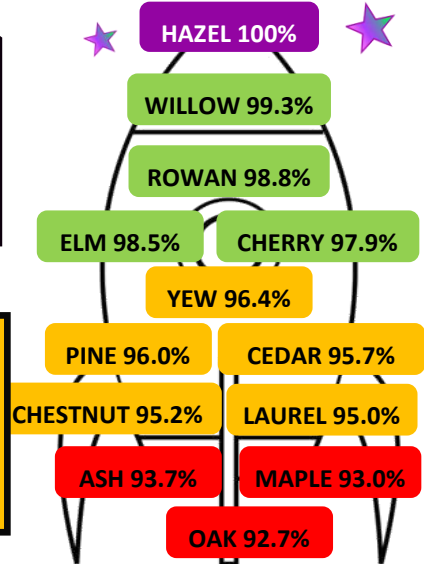 HAZEL 100%
WILLOW 99.3%
ROWAN 98.8%
ELM 98.5%
CHERRY 97.9%
YEW 96.4%
PINE 96.0%
CEDAR 95.7%
CHESTNUT 95.2%
LAUREL 95.0%
ASH 93.7%
MAPLE 93.0%
OAK 92.7%